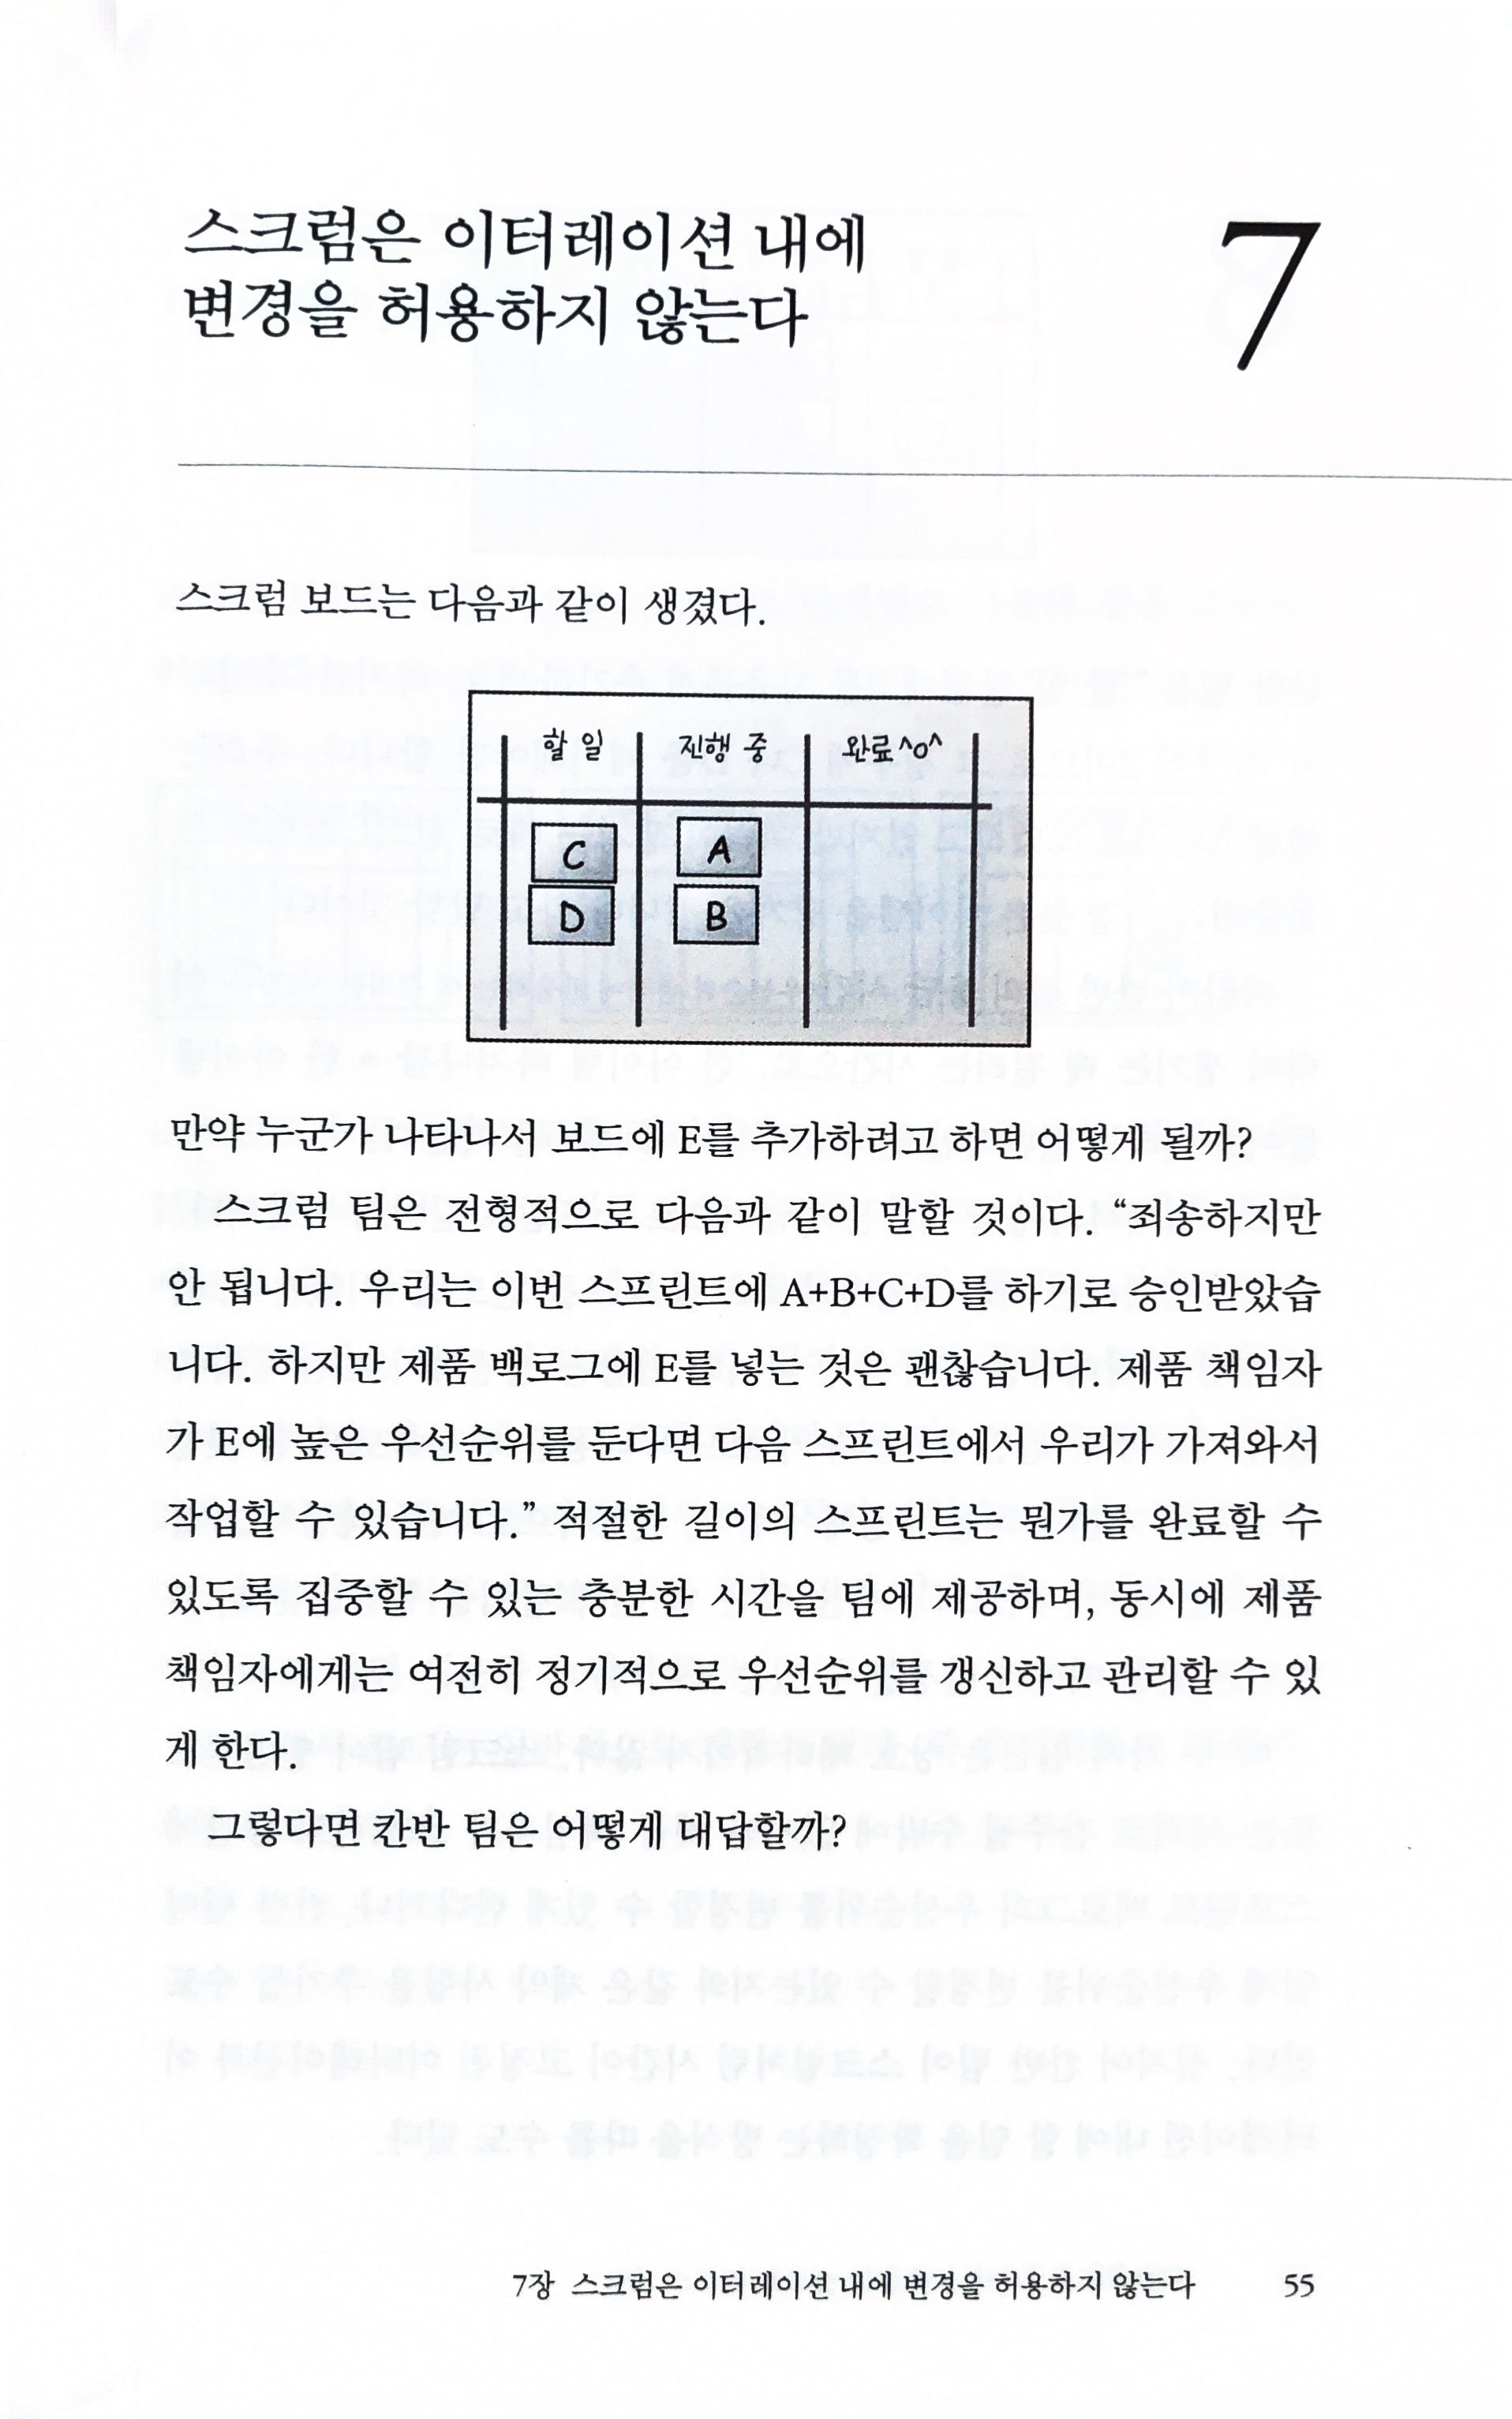 스크럼은 이터레이션 내에
변경을 허용하지 않는다
7
스크럼 보드는 다음과 같이 생겼다.
할 일 진행 중 완료^o^
C A
D B
만약 누군가 나타나서 보드에 E를 추가하려고 하면 어떻게 될까?
스크럼 팀은 전형적으로 다음과 같이 말할 것이다. “죄송하지만
안 됩니다. 우리는 이번 스프린트에 A+B+C+D를 하기로 승인받았습
니다. 하지만 제품 백로그에 E를 넣는 것은 괜찮습니다. 제품 책임자
가 E에 높은 우선순위를 둔다면 다음 스프린트에서 우리가 가져와서
작업할 수 있습니다.” 적절한 길이의 스프린트는 뭔가를 완료할 수
있도록 집중할 수 있는 충분한 시간을 팀에 제공하며, 동시에 제품
책임자에게는 여전히 정기적으로 우선순위를 갱신하고 관리할 수 있
게 한다.
그렇다면 칸반 팀은 어떻게 대답할까?
7장 스크럼은 이터레이션 내에 변경을 허용하지 않는다 55